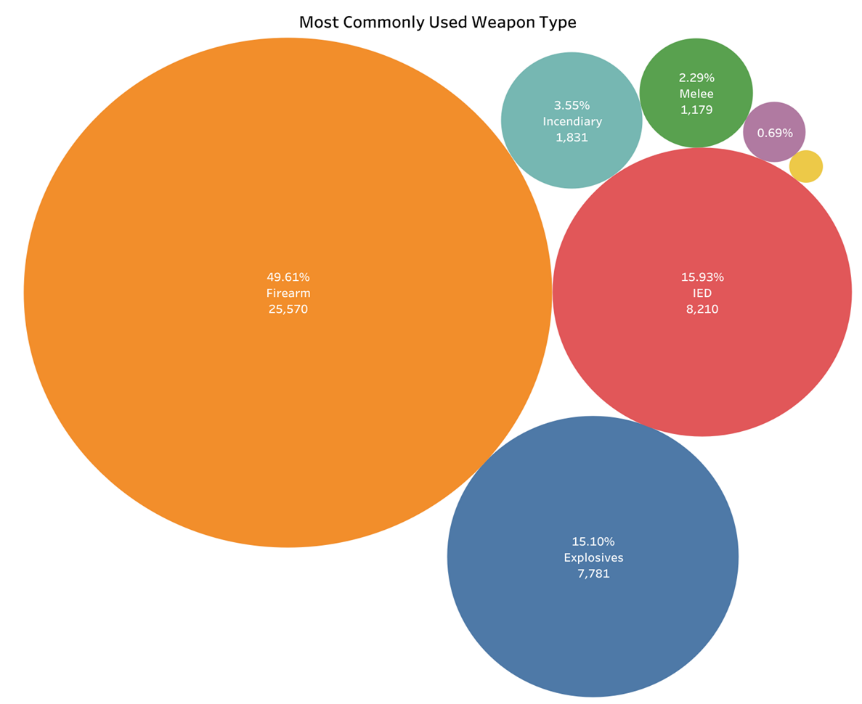 Most Commonly Used Weapon Type
49.61%
Firearm
25,570
3.55%
Incendiary
1,831
2.29%
Melee
1,179
0.69%
15.93%
IED
8,210
15.10%
Explosives
7,781